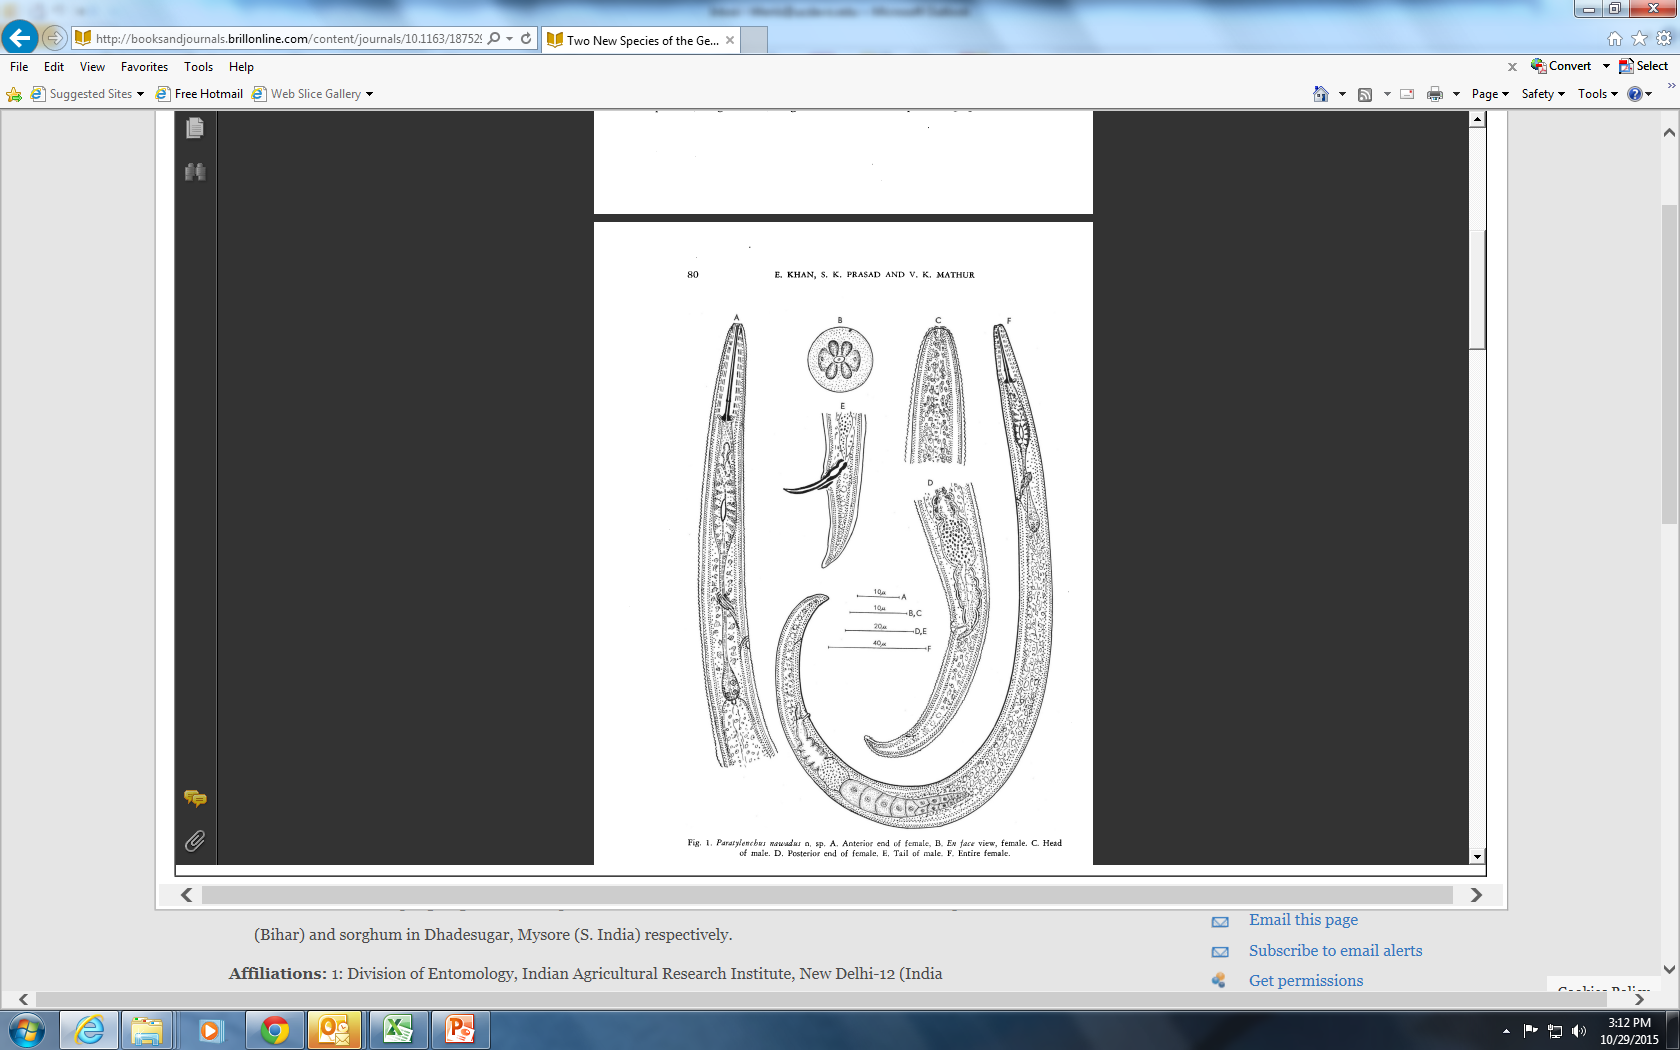 http://booksandjournals.brillonline.com/content/journals/10.1163/187529
Two New Species of the Ge...
File Edit View Favorites Tools Help
Convert Select
Suggested Sites Free Hotmail Web Slice Gallery
Page Safety Tools
80 E. KHAN, S. K. PRASAD AND V. K. MATHUR
A B C F
E
D
10μ A
10μ B, C
20μ D, E
40μ F
Fig. 1. Paratylenchus nawadus n. sp. A. Anterior end of female, B. En face view, female. C. Head
of male. D. Posterior end of female. E. Tail of male. F. Entire female.
(Bihar) and sorghum in Dhadesugar, Mysore (S. India) respectively.
Affiliations: 1: Division of Entomology, Indian Agricultural Research Institute, New Delhi-12 (India
Email this page
Subscribe to email alerts
Get permissions
Cookies Policy
3:12 PM
10/29/2015